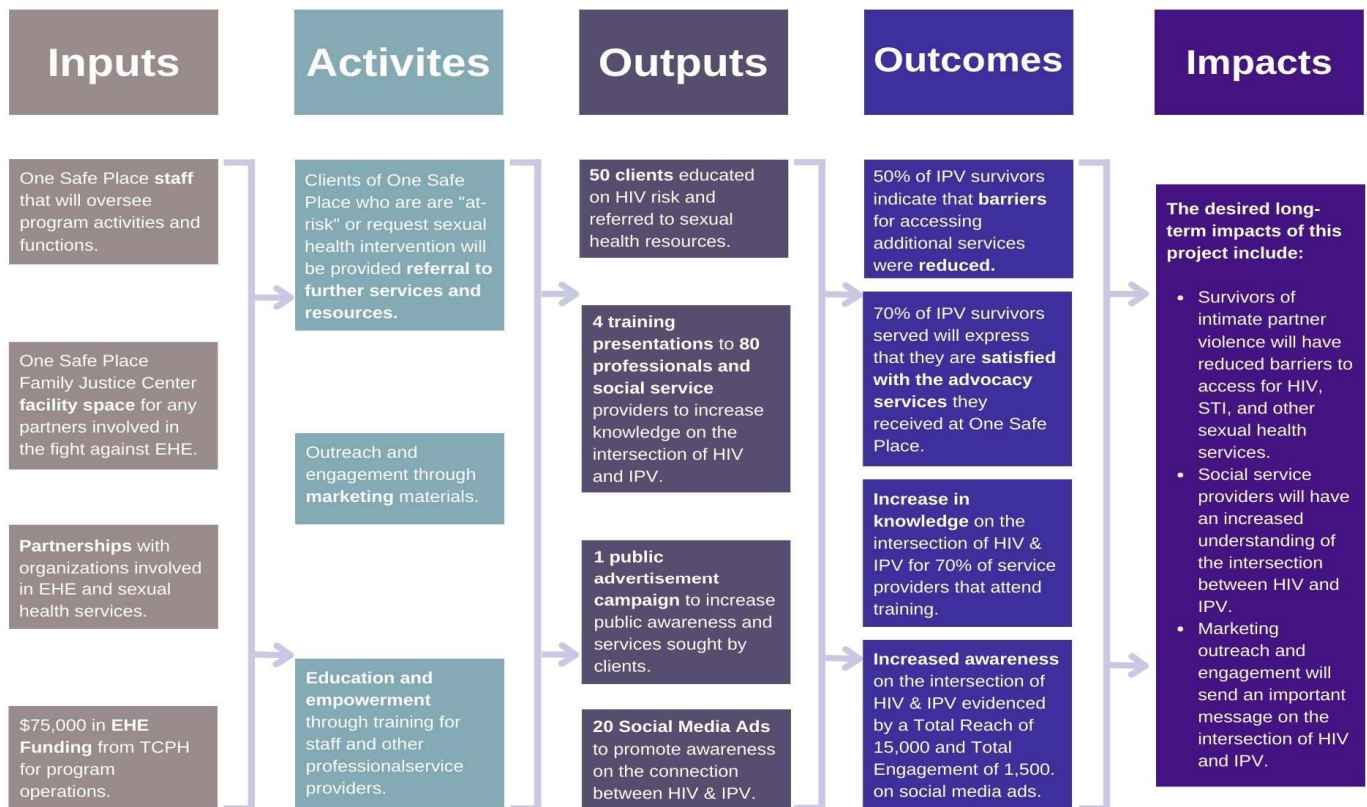 Inputs
Activites
Outputs
Outcomes
Impacts
One Safe Place staff
that will oversee
program activities and
functions.
One Safe Place
Family Justice Center
facility space for any
partners involved in
the fight against EHE.
Partnerships with
organizations involved
in EHE and sexual
health services.
$75,000 in EHE
Funding from TCPH
for program
operations.
Clients of One Safe
Place who are are "at-
risk" or request sexual
health intervention will
be provided referral to
further services and
resources.
Outreach and
engagement through
marketing materials.
Education and
empowerment
through training for
staff and other
professionalservice
providers.
50 clients educated
on HIV risk and
referred to sexual
health resources.
4 training
presentations to 80
professionals and
social service
providers to increase
knowledge on the
intersection of HIV
and IPV.
1 public
advertisement
campaign to increase
public awareness and
services sought by
clients.
20 Social Media Ads
to promote awareness
on the connection
between HIV & IPV.
50% of IPV survivors
indicate that barriers
for accessing
additional services
were reduced.
70% of IPV survivors
served will express
that they are satisfied
with the advocacy
services they
received at One Safe
Place.
Increase in
knowledge on the
intersection of HIV &
IPV for 70% of service
providers that attend
training.
Increased awareness
on the intersection of
HIV & IPV evidenced
by a Total Reach of
15,000 and Total
Engagement of 1,500.
on social media ads.
The desired long-
term impacts of this
project include:
• Survivors of
intimate partner
violence will have
reduced barriers to
access for HIV,
STI, and other
sexual health
services.
• Social service
providers will have
an increased
understanding of
the intersection
between HIV and
IPV.
• Marketing
outreach and
engagement will
send an important
message on the
intersection of HIV
and IPV.